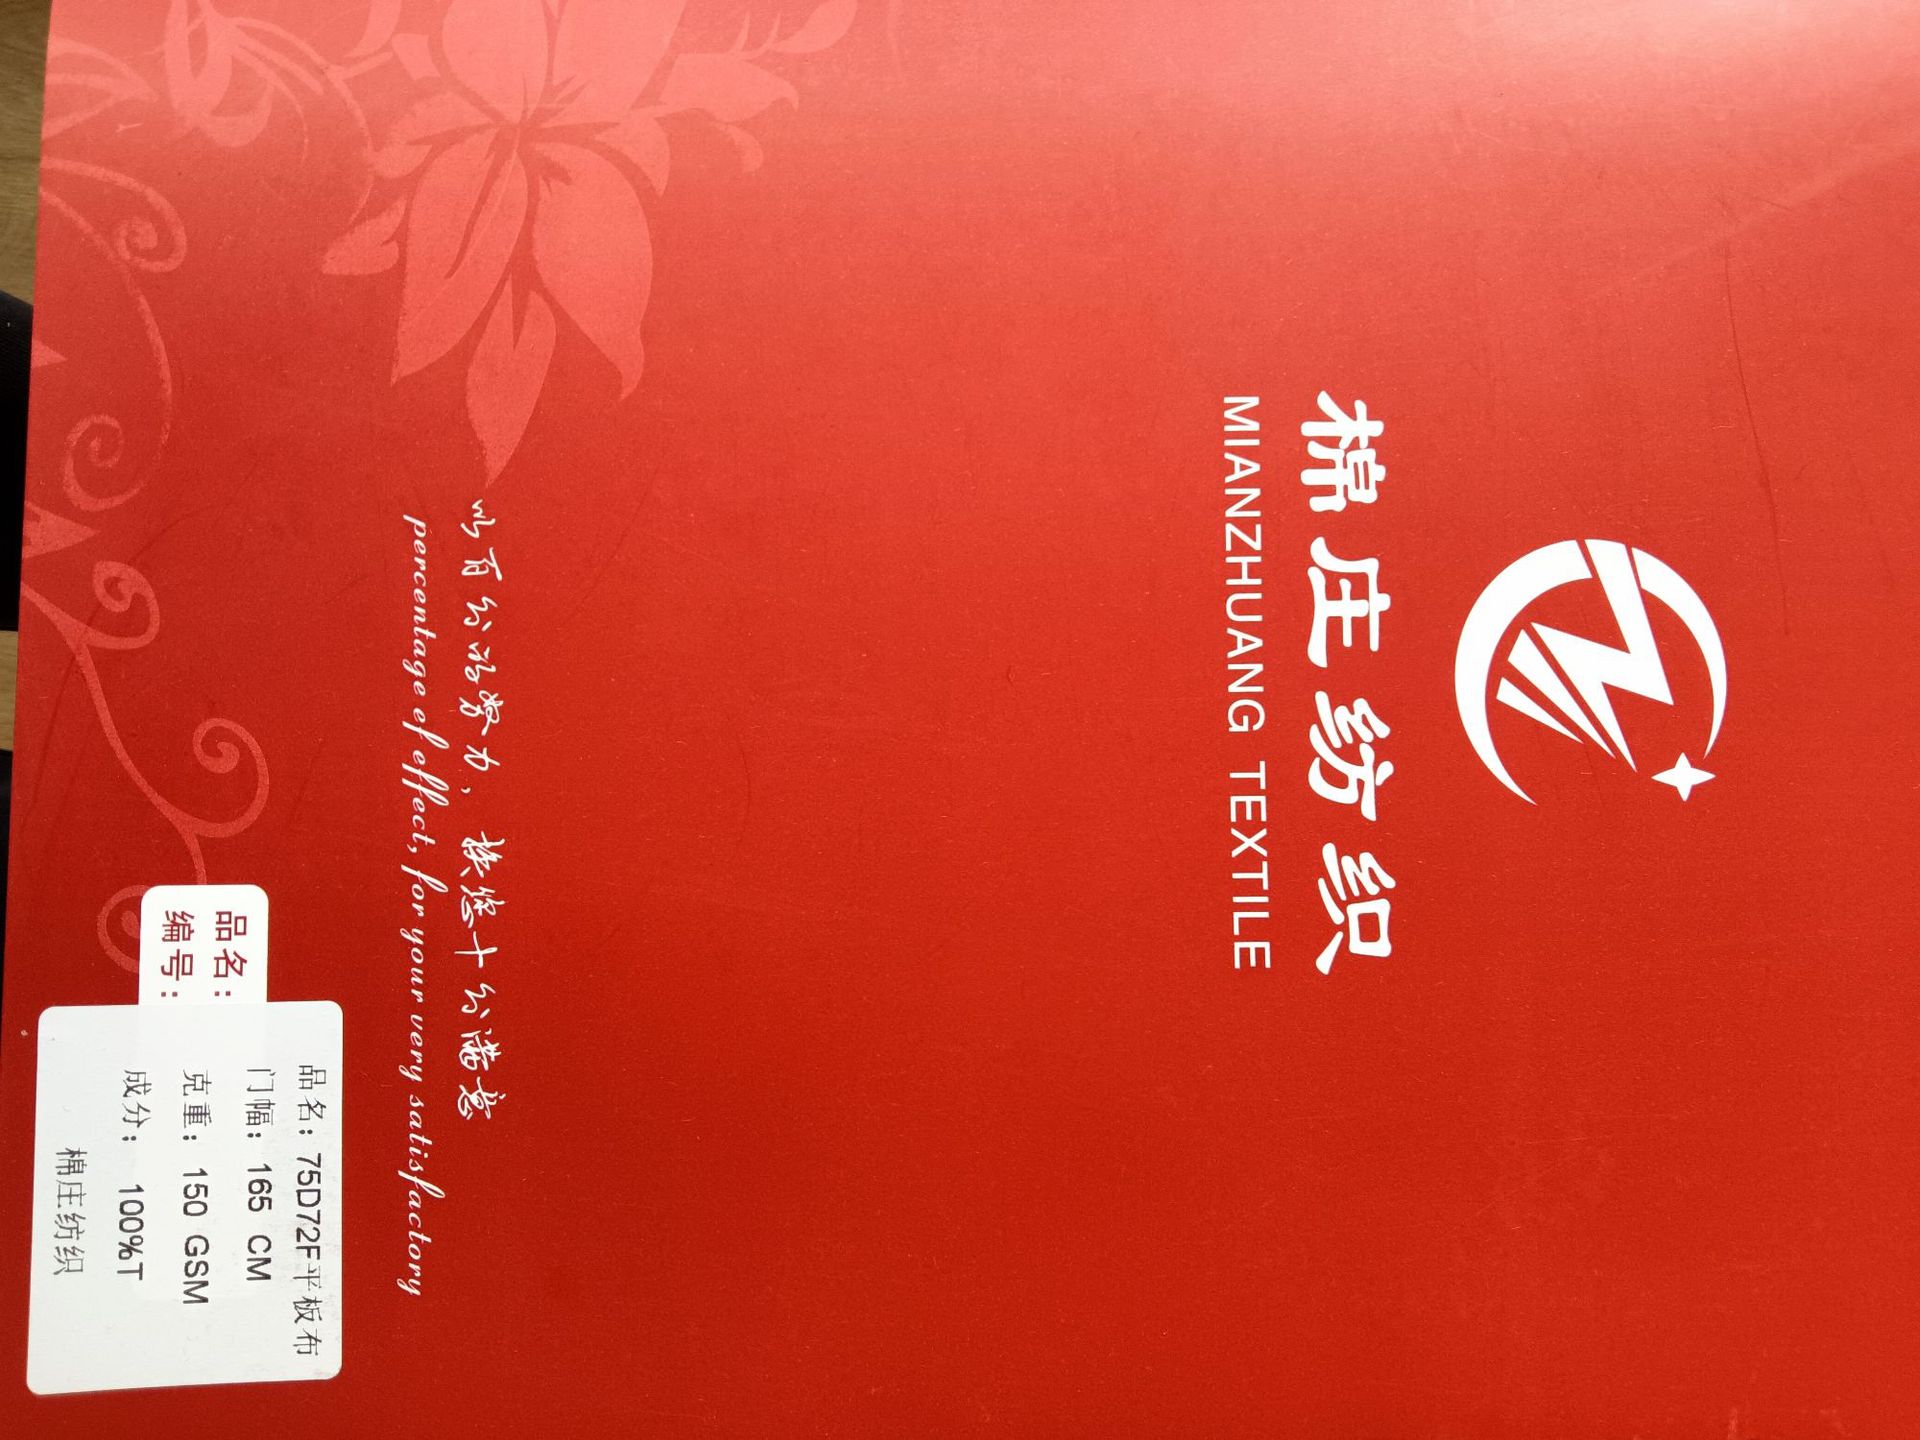 棉庄纺织
MIANZHUANG TEXTILE
以百分的努力，换您十分满意
percentage of effect, for your very satisfactory
品名：
编号：
品名：75D72F平板布
门幅：165 CM
克重：150 GSM
成分：100%T
棉庄纺织